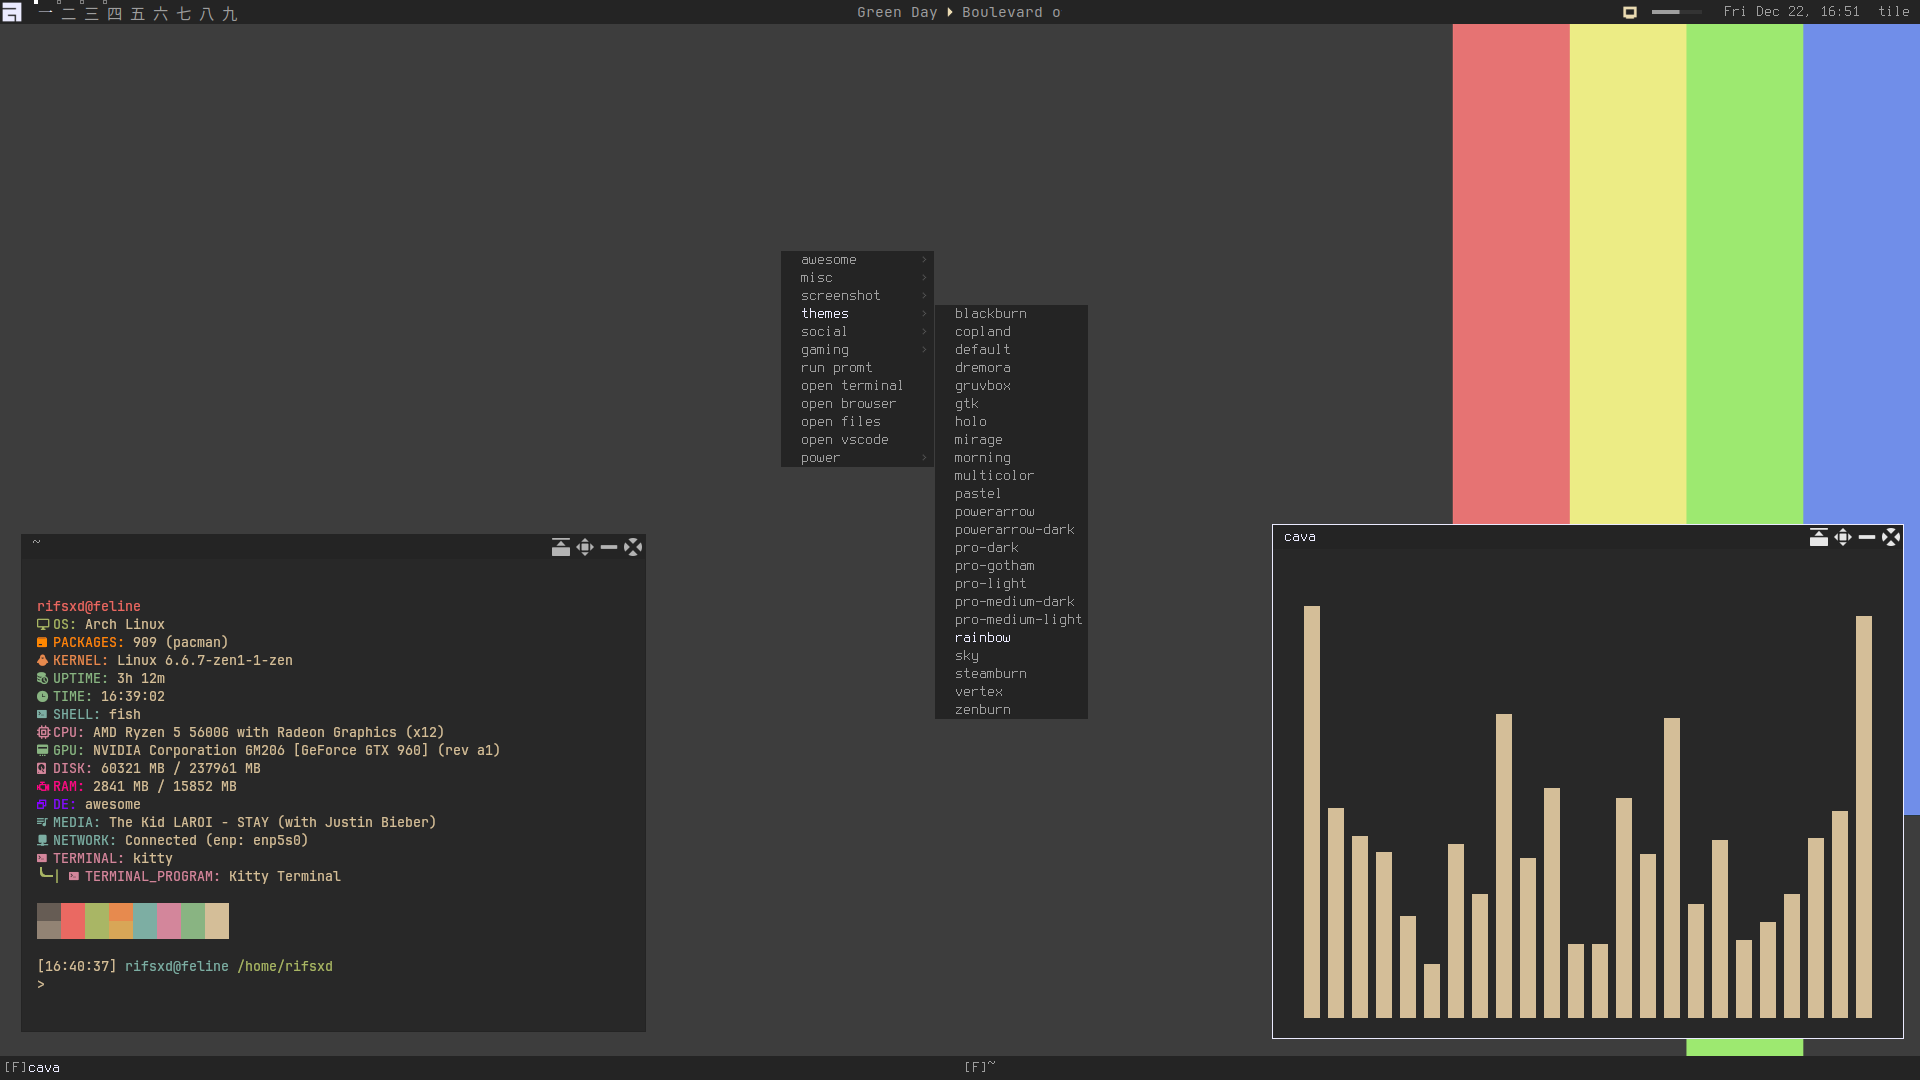 一 二 三 四 五 六 七 八 九
Green Day Boulevard o
Fri Dec 22, 16:51 tile
awesome
misc
screenshot
themes
social
gaming
run promt
open terminal
open browser
open files
open vscode
power
blackburn
copland
default
dremora
gruvbox
gtk
holo
mirage
morning
multicolor
pastel
powerarrow
powerarrow-dark
pro-dark
pro-gotham
pro-light
pro-medium-dark
pro-medium-light
rainbow
sky
steamburn
vertex
zenburn
~
rifsxd@feline
OS: Arch Linux
PACKAGES: 909 (pacman)
KERNEL: Linux 6.6.7-zen1-1-zen
UPTIME: 3h 12m
TIME: 16:39:02
SHELL: fish
CPU: AMD Ryzen 5 5600G with Radeon Graphics (x12)
GPU: NVIDIA Corporation GM206 [GeForce GTX 960] (rev a1)
DISK: 60321 MB / 237961 MB
RAM: 2841 MB / 15852 MB
DE: awesome
MEDIA: The Kid LAROI - STAY (with Justin Bieber)
NETWORK: Connected (enp: enp5s0)
TERMINAL: kitty
TERMINAL_PROGRAM: Kitty Terminal
[16:40:37] rifsxd@feline /home/rifsxd
>
cava
[F]cava
[F]~